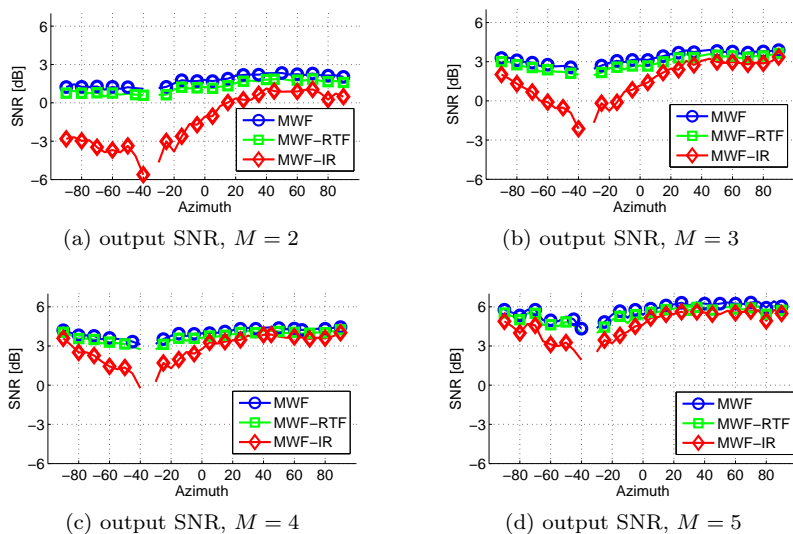 6
3
0
−3
−6
SNR [dB]
MWF
MWF−RTF
MWF−IR
−80 −60 −40 −20 0 20 40 60 80
Azimuth
(a) output SNR, M = 2
6
3
0
−3
−6
SNR [dB]
MWF
MWF−RTF
MWF−IR
−80 −60 −40 −20 0 20 40 60 80
Azimuth
(b) output SNR, M = 3
6
3
0
−3
−6
SNR [dB]
MWF
MWF−RTF
MWF−IR
−80 −60 −40 −20 0 20 40 60 80
Azimuth
(c) output SNR, M = 4
6
3
0
−3
−6
SNR [dB]
MWF
MWF−RTF
MWF−IR
−80 −60 −40 −20 0 20 40 60 80
Azimuth
(d) output SNR, M = 5